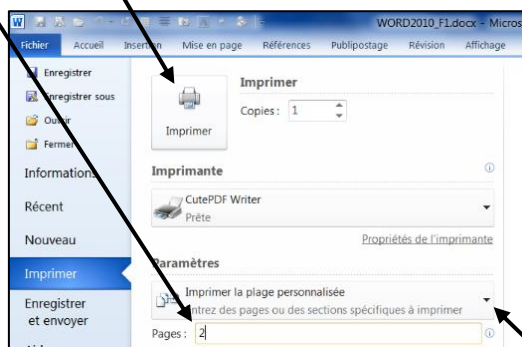 WORD2010_F1.docx - Micros
Fichier Accueil Insertion Mise en page Références Publipostage Révision Affichage
Enregistrer
Enregistrer sous
Ouvrir
Fermer
Informations
Récent
Nouveau
Imprimer
Enregistrer
et envoyer
Imprimer
Copies : 1
Imprimer
Imprimante
CutePDF Writer
Prête
Propriétés de l'imprimante
Paramètres
Imprimer la plage personnalisée
Entrez des pages ou des sections spécifiques à imprimer
Pages : 2